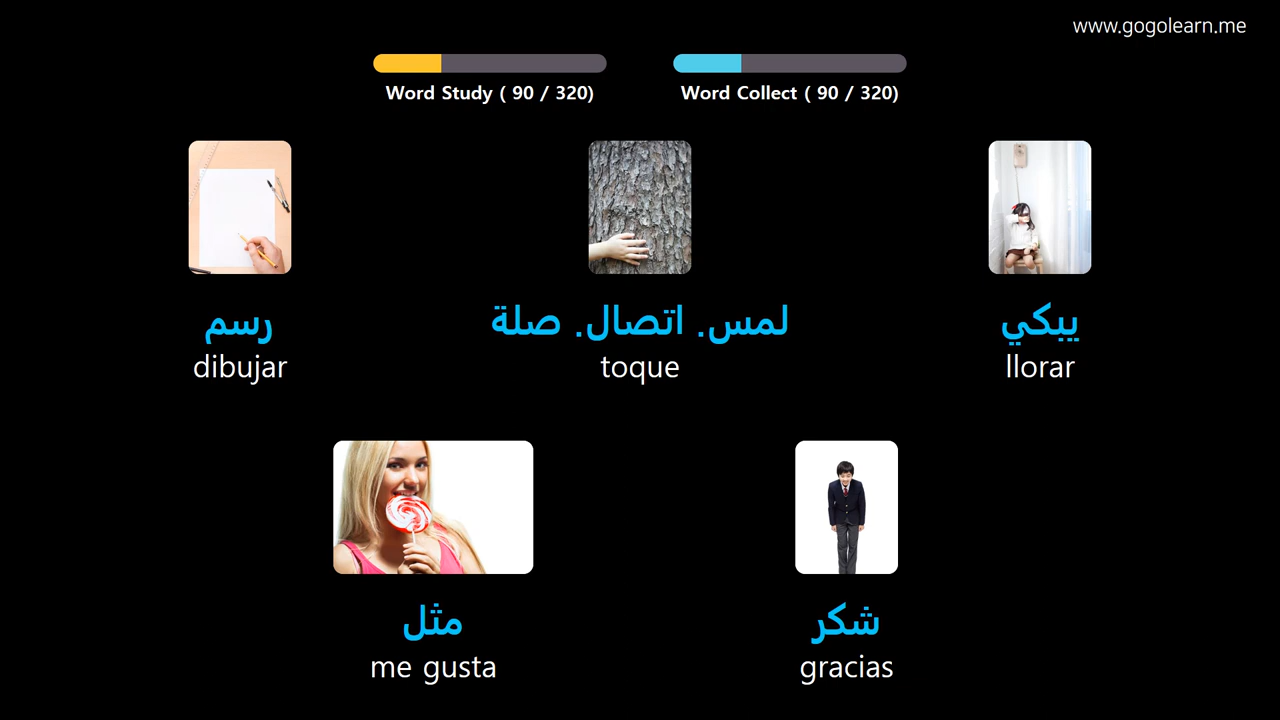 www.gogolearn.me
Word Study ( 90 / 320)
Word Collect ( 90 / 320)
رسم
dibujar
لمس. اتصال. صلة
toque
يبكي
llorar
مثل
me gusta
شكر
gracias